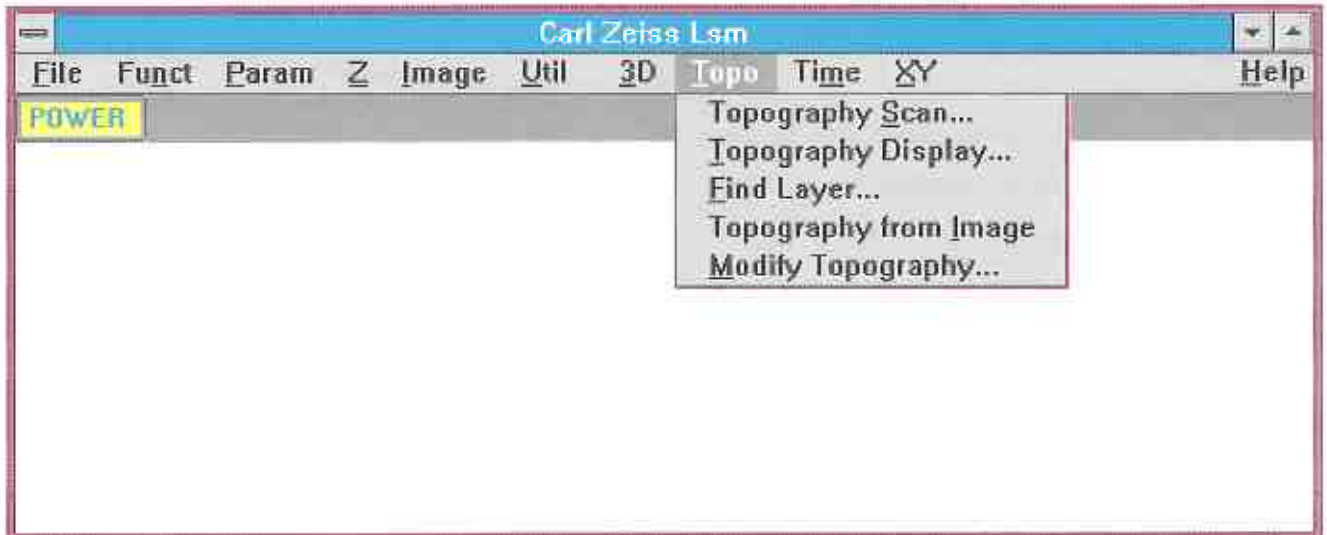 Carl Zeiss Lsm
File Funct Param Z Image Util 3D Topo Time XY Help
POWER
Topography Scan...
Topography Display...
Find Layer...
Topography from Image
Modify Topography...